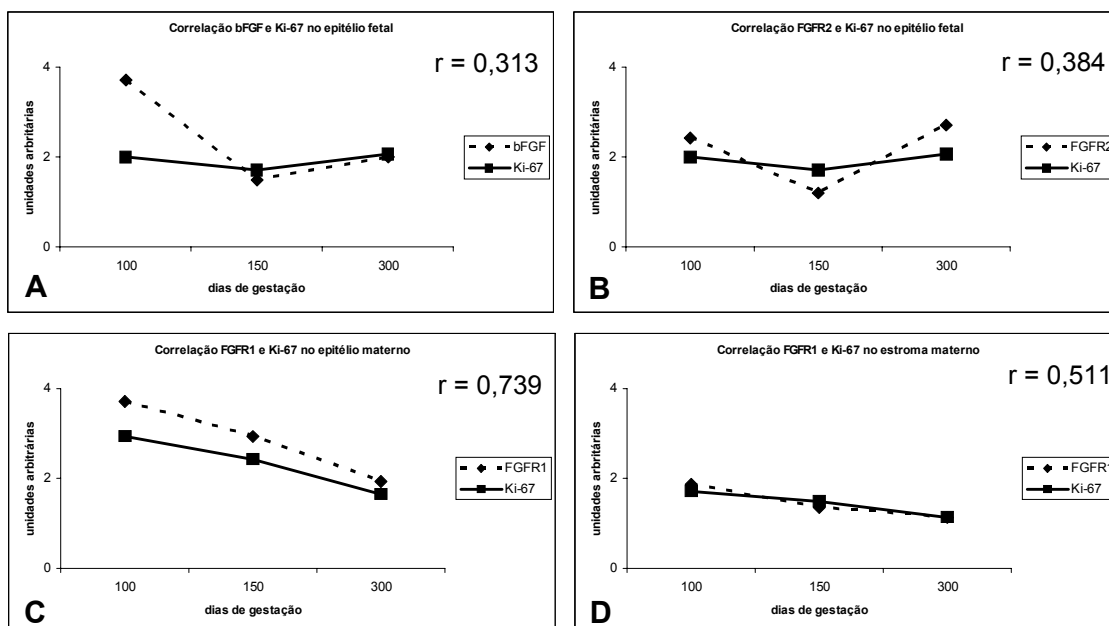 Correlação bFGF e Ki-67 no epitélio fetal
r = 0,313
unidades arbritárias
4
2
0
bFGF
Ki-67
100 150 300
dias de gestação
A
Correlação FGFR2 e Ki-67 no epitélio fetal
r = 0,384
unidades arbritárias
4
2
0
FGFR2
Ki-67
100 150 300
dias de gestação
B
Correlação FGFR1 e Ki-67 no epitélio materno
r = 0,739
unidades arbitrárias
4
2
0
FGFR1
Ki-67
100 150 300
dias de gestação
C
Correlação FGFR1 e Ki-67 no estroma materno
r = 0,511
unidades arbritárias
4
2
0
FGFR1
Ki-67
100 150 300
dias de gestação
D